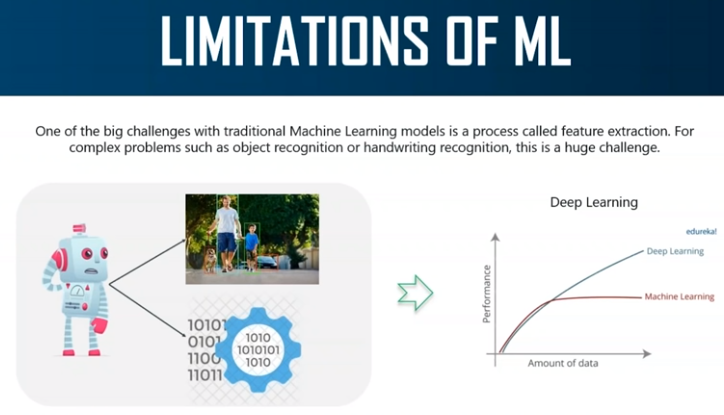 LIMITATIONS OF ML
One of the big challenges with traditional Machine Learning models is a process called feature extraction. For
complex problems such as object recognition or handwriting recognition, this is a huge challenge.
Deep Learning
edureka!
Deep Learning
Machine Learning
Performance
Amount of data
10101
0101
1100
11011
1010
1010101
1010